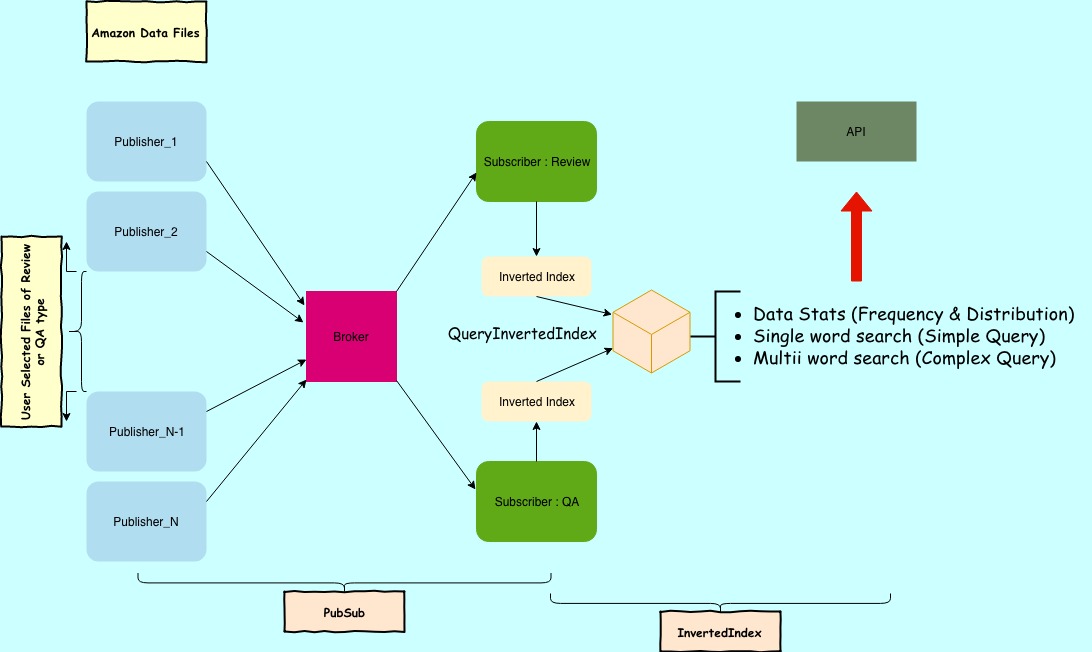 Amazon Data Files
Publisher_1
Publisher_2
User Selected Files of Review
or QA type
Publisher_N-1
Publisher_N
Broker
Subscriber : Review
Inverted Index
QueryInvertedIndex
Inverted Index
Subscriber : QA
API
Data Stats (Frequency & Distribution)
Single word search (Simple Query)
Multii word search (Complex Query)
PubSub
InvertedIndex